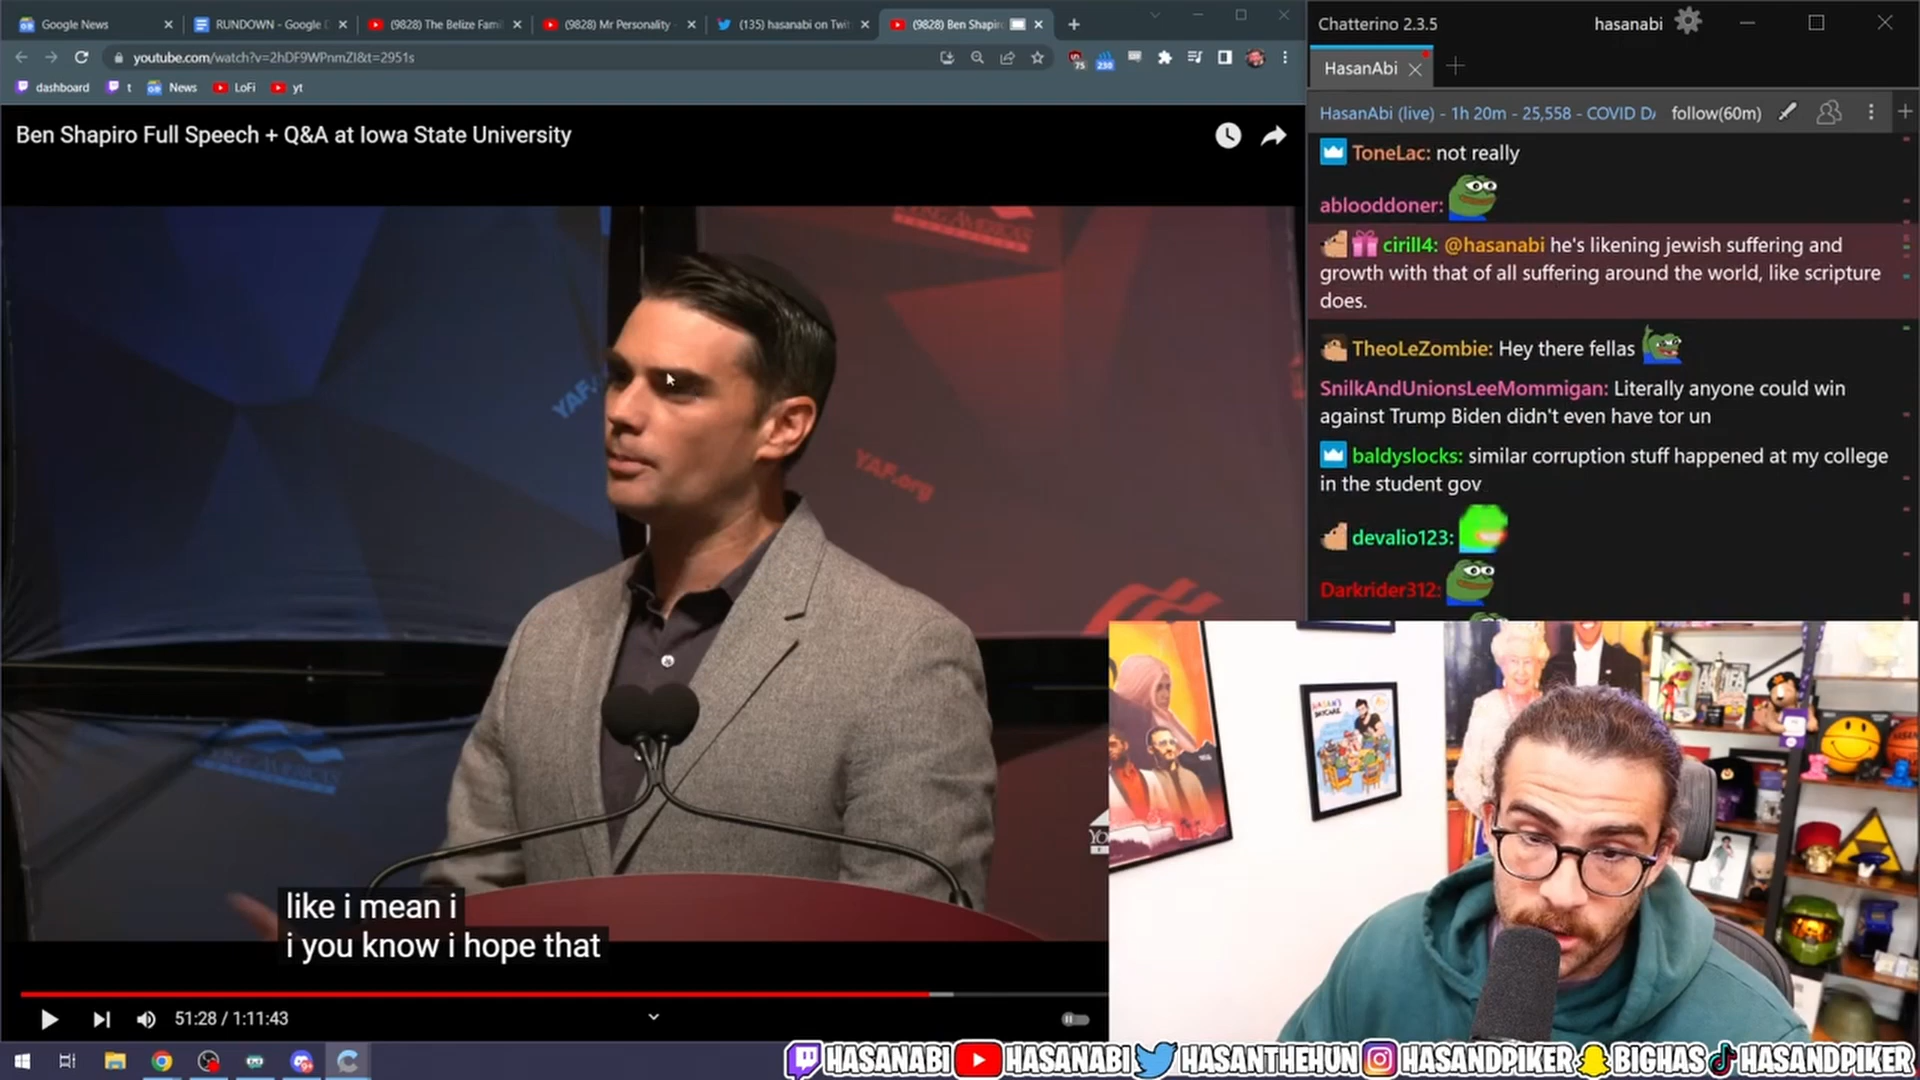 Google News
RUNDOWN - Google D
(9828) The Belize Fami
(9828) Mr Personality -
(135) hasanabi on Twit
(9828) Ben Shapiro
youtube.com/watch?v=2hDF9WPnmZI&t=2951s
75
230
dashboard
t
News
LoFi
yt
Ben Shapiro Full Speech + Q&A at Iowa State University
YAF.
YAF.org
like i mean i
i you know i hope that
51:28 / 1:11:43
Chatterino 2.3.5
hasanabi
HasanAbi
HasanAbi (live) - 1h 20m - 25,558 - COVID DA
follow(60m)
ToneLac: not really
ablooddoner:
cirill4: @hasanabi he's likening jewish suffering and
growth with that of all suffering around the world, like scripture
does.
TheoLeZombie: Hey there fellas
SnilkAndUnionsLeeMommigan: Literally anyone could win
against Trump Biden didn't even have tor un
baldyslocks: similar corruption stuff happened at my college
in the student gov
devalio123:
Darkrider312:
HASANABI
HASANABI
HASANTHEHUN
HASANDPIKER
BIGHAS
HASANDPIKER